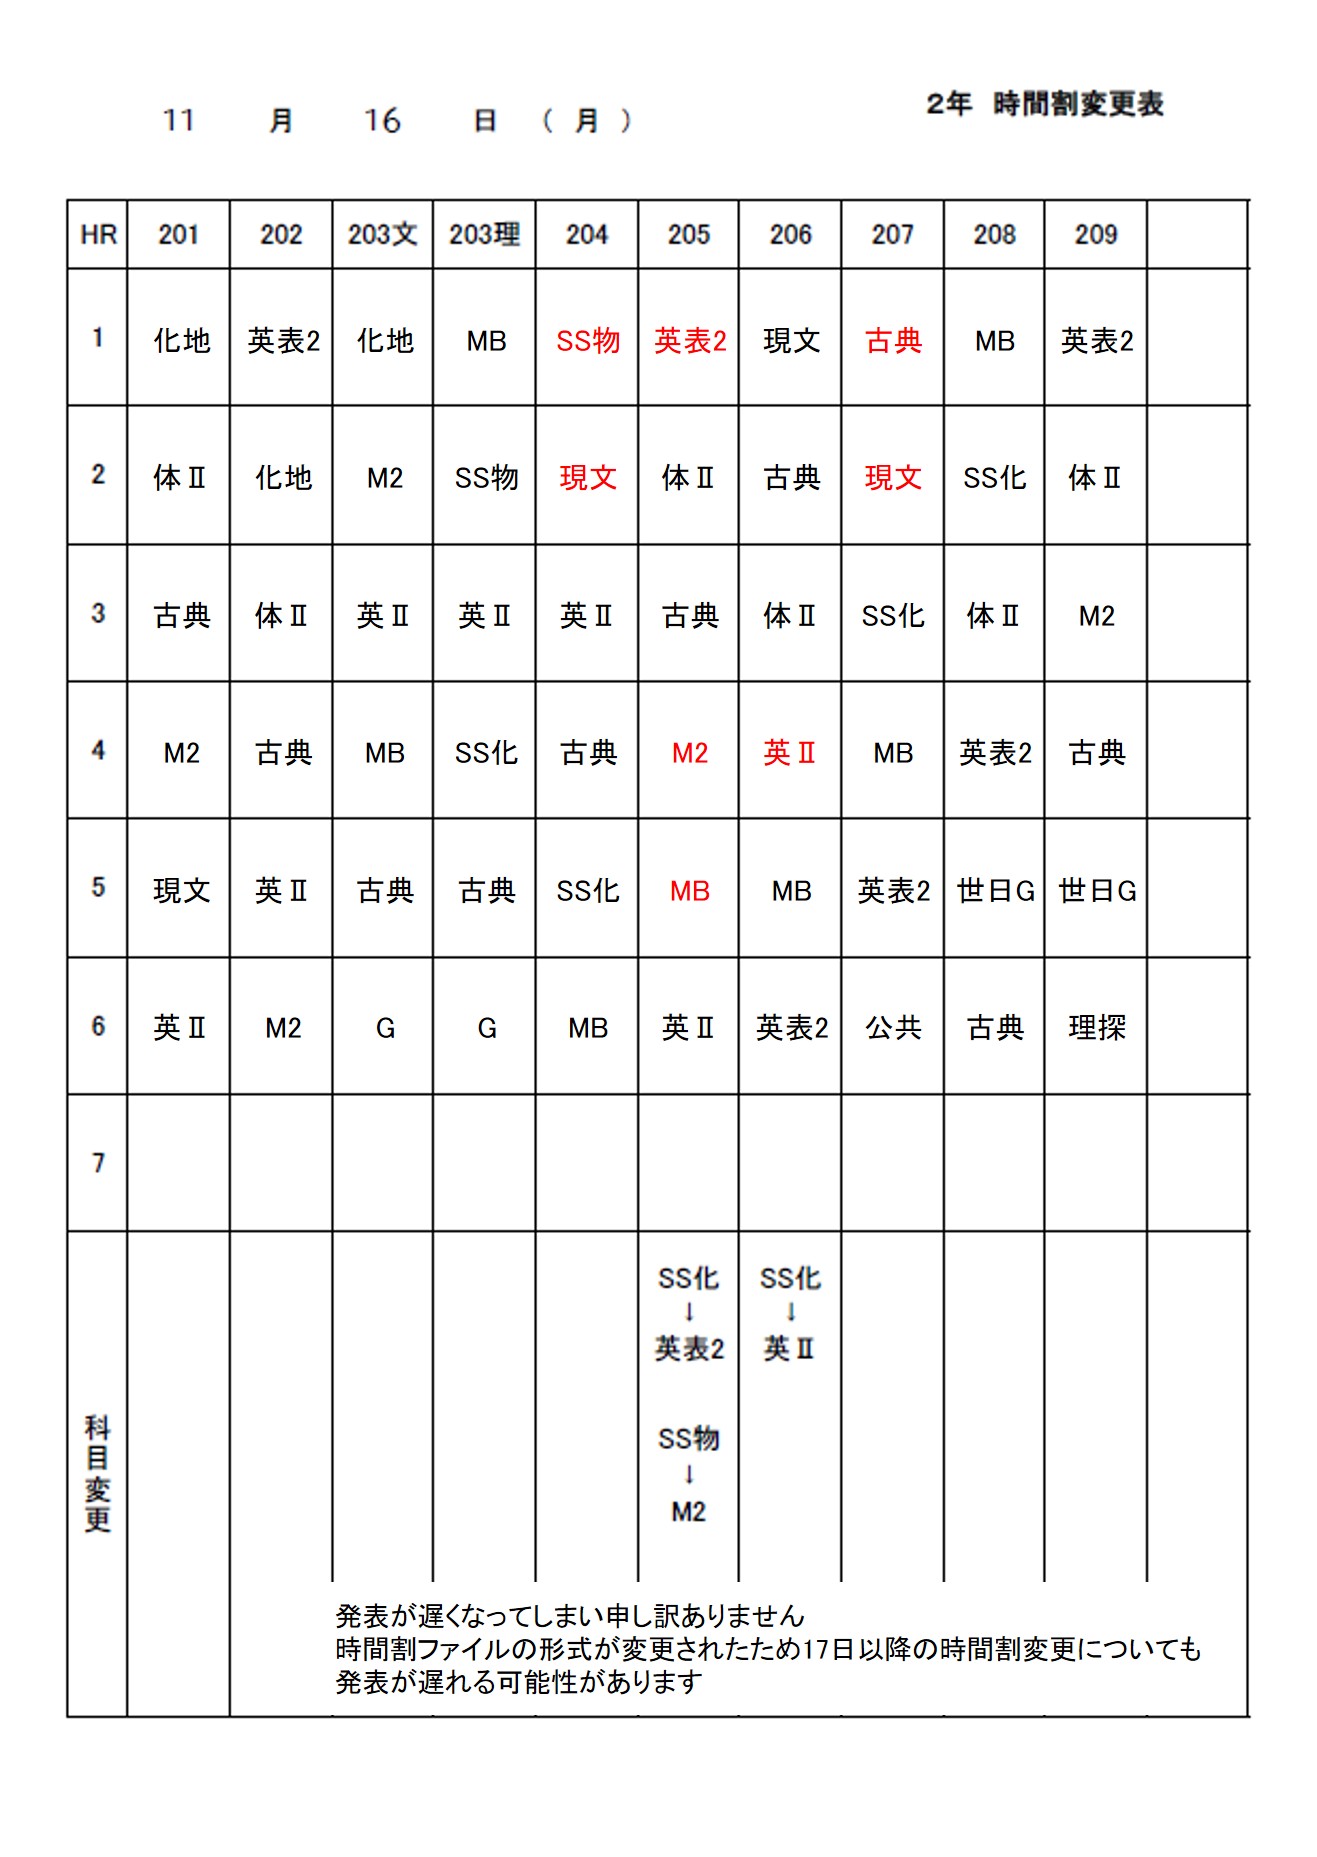 2年 時間割変更表
11 月 16 日 ( 月 )
HR 201 202 203文 203理 204 205 206 207 208 209
1 化地 英表2 化地 MB SS物 英表2 現文 古典 MB 英表2
2 体Ⅱ 化地 M2 SS物 現文 体Ⅱ 古典 現文 SS化 体Ⅱ
3 古典 体Ⅱ 英Ⅱ 英Ⅱ 英Ⅱ 古典 体Ⅱ SS化 体Ⅱ M2
4 M2 古典 MB SS化 古典 M2 英Ⅱ MB 英表2 古典
5 現文 英Ⅱ 古典 古典 SS化 MB MB 英表2 世日G 世日G
6 英Ⅱ M2 G G MB 英Ⅱ 英表2 公共 古典 理探
7
科目変更
SS化 SS化
↓ ↓
英表2 英Ⅱ
SS物
↓
M2
発表が遅くなってしまい申し訳ありません
時間割ファイルの形式が変更されたため17日以降の時間割変更についても
発表が遅れる可能性があります